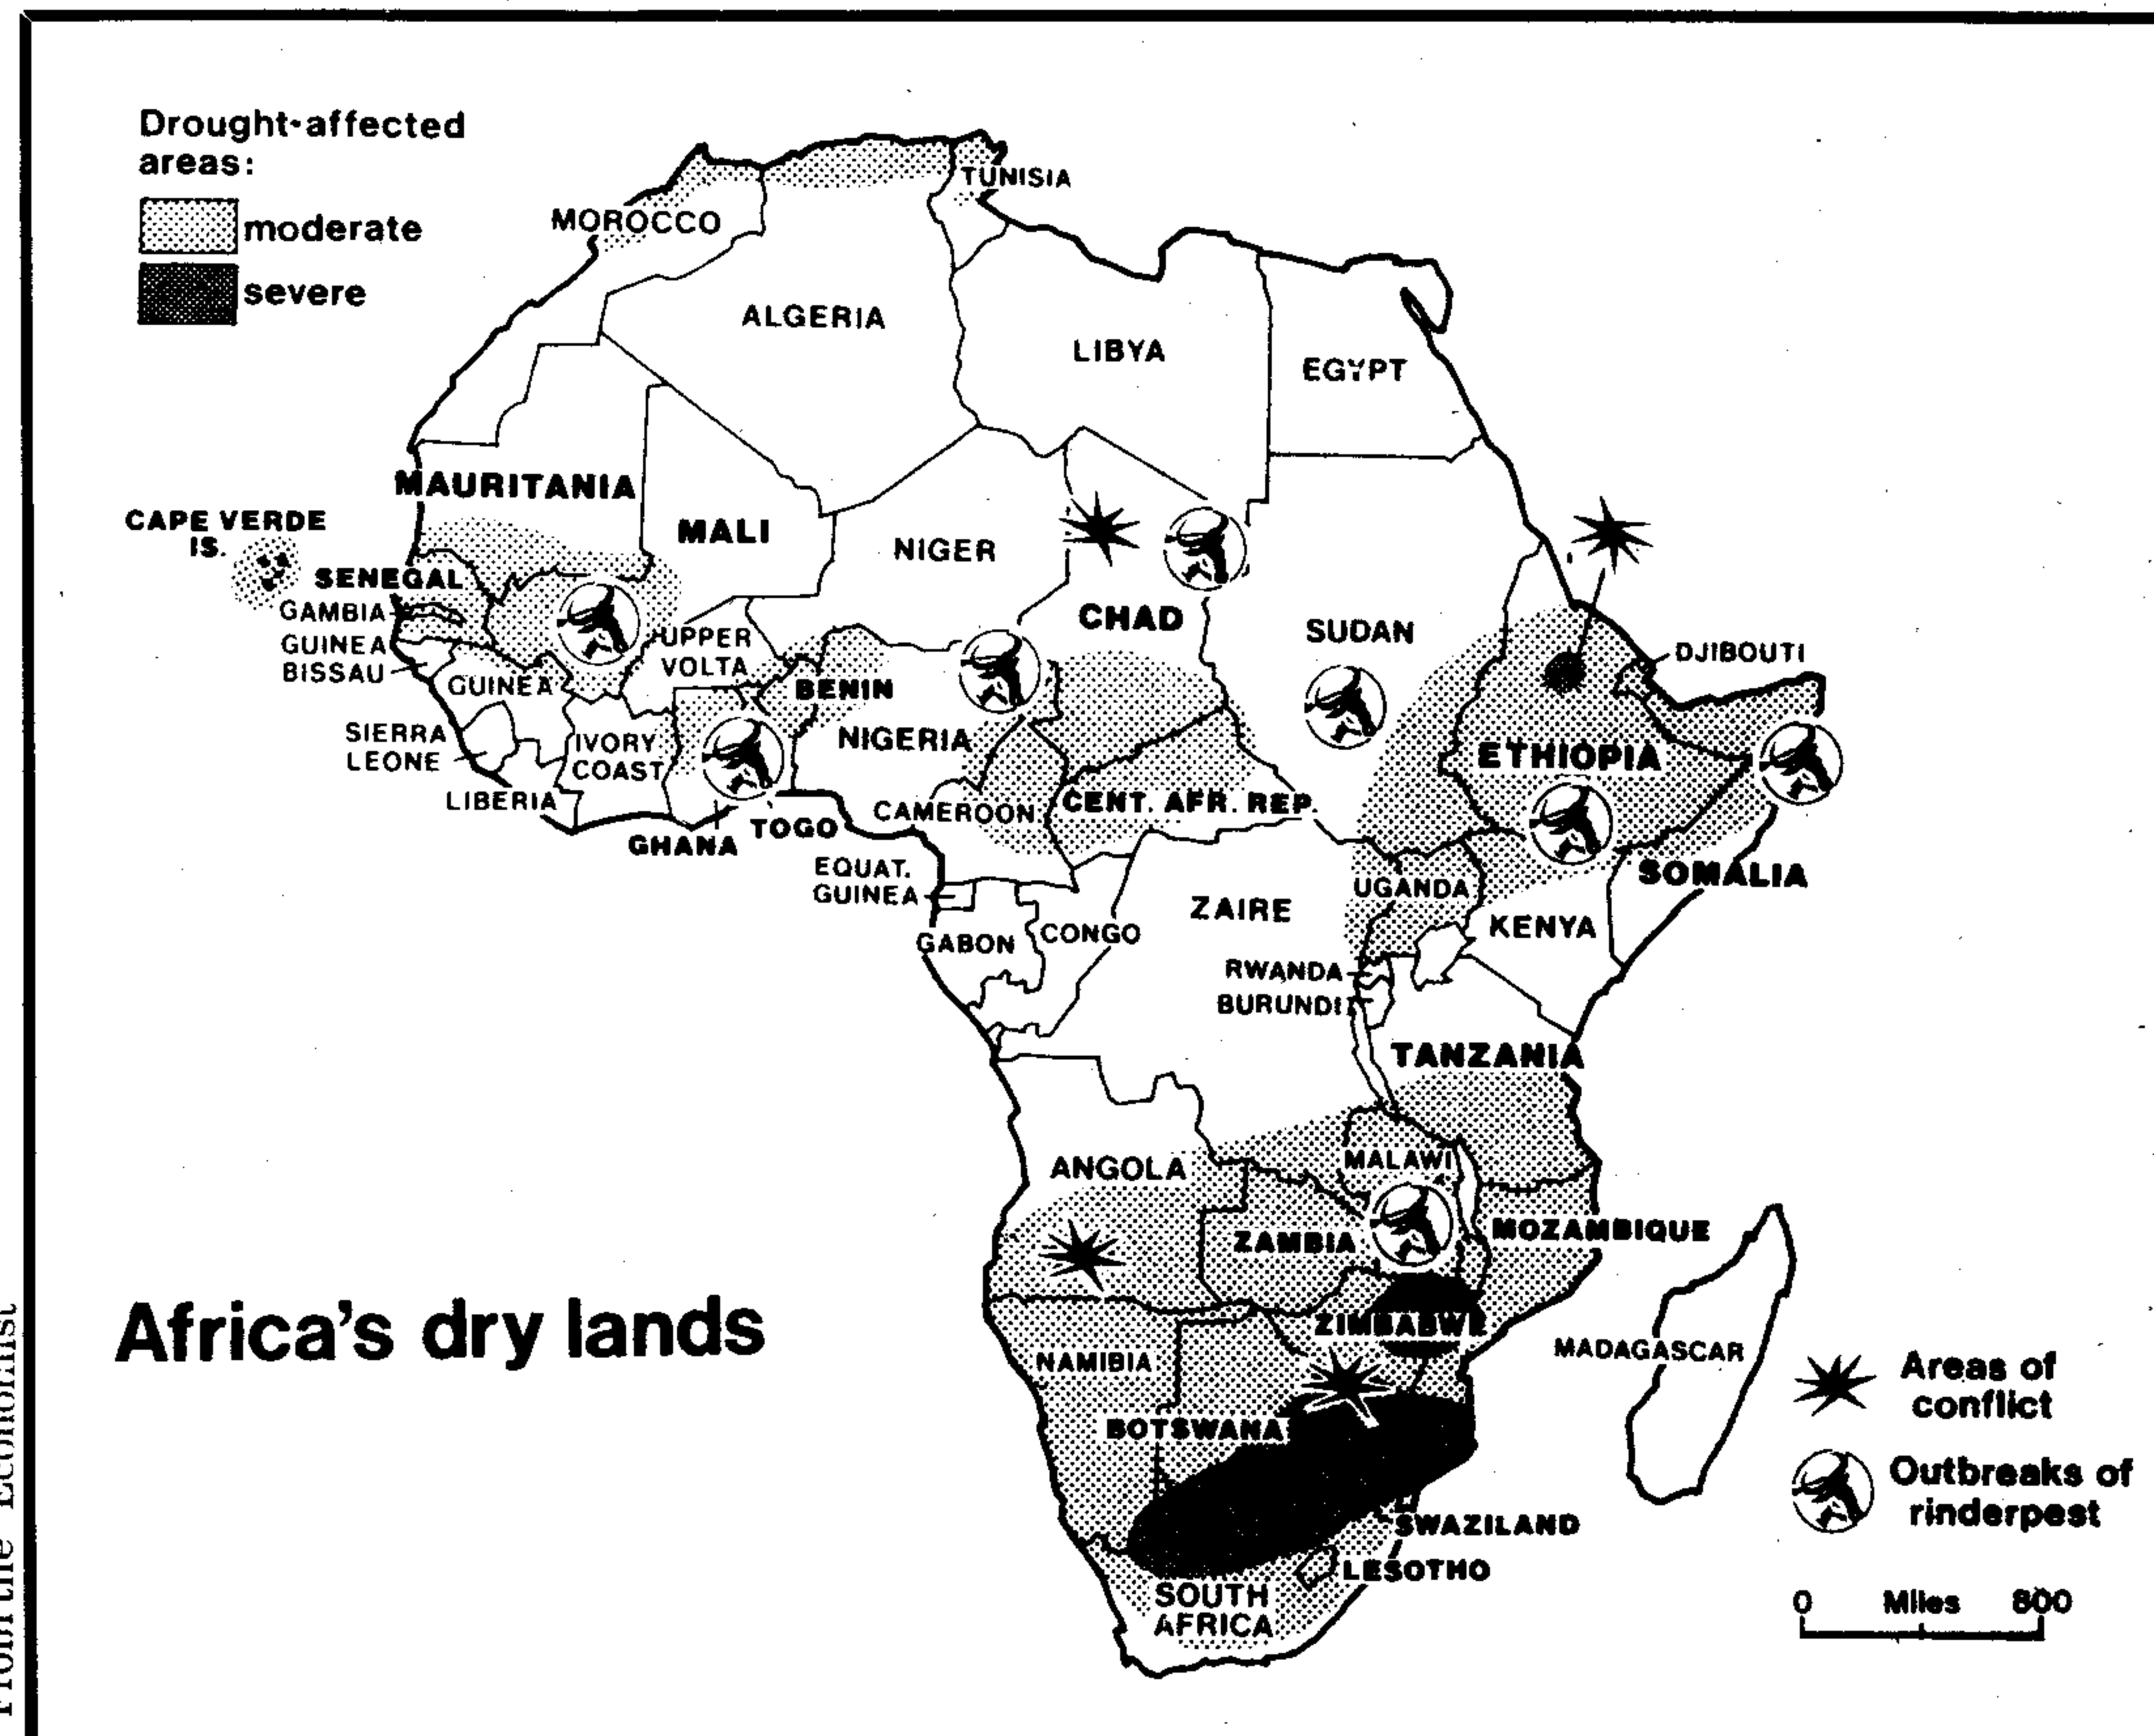 Drought-affected
areas:
moderate
severe
TUNISIA
MOROCCO
ALGERIA
LIBYA
EGYPT
MAURITANIA
CAPE VERDE
IS.
MALI
NIGER
SENEGAL
GAMBIA
GUINEA
BISSAU
GUINEA
UPPER
VOLTA
CHAD
SUDAN
DJIBOUTI
BENIN
SIERRA
LEONE
IVORY
COAST
NIGERIA
ETHIOPIA
LIBERIA
GHANA
TOGO
CAMEROON
CENT. AFR. REP.
EQUAT.
GUINEA
SOMALIA
UGANDA
ZAIRE
KENYA
GABON
CONGO
RWANDA
BURUNDI
TANZANIA
ANGOLA
MALAWI
ZAMBIA
MOZAMBIQUE
ZIMBABWE
Africa's dry lands
NAMIBIA
MADAGASCAR
BOTSWANA
SWAZILAND
LESOTHO
SOUTH
AFRICA
Areas of
conflict
Outbreaks of
rinderpest
0 Miles 800
From the Economist